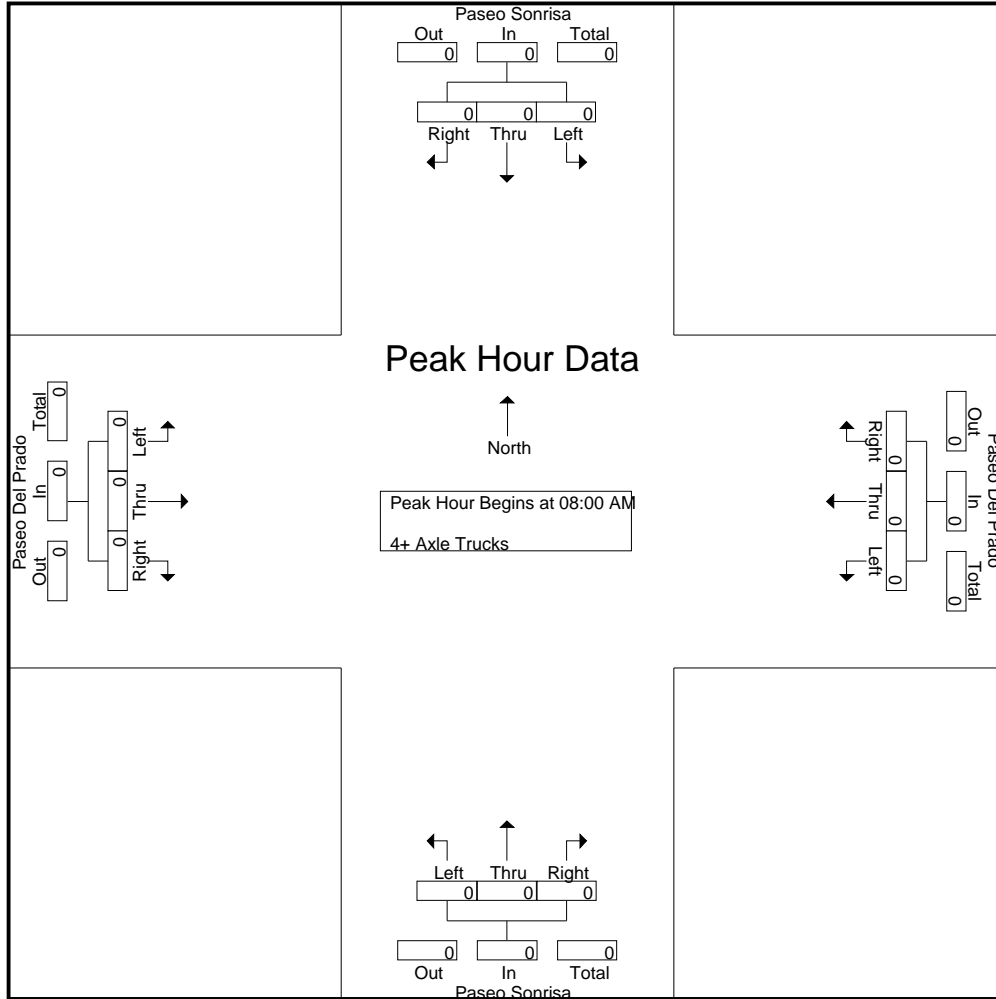 Paseo Sonrisa
Out In Total
0 0 0
0 0 0
Right Thru Left
Peak Hour Data
North
Peak Hour Begins at 08:00 AM
4+ Axle Trucks
Paseo Del Prado
Out In Total
0 0 0
0 0 0
Right Thru Left
Paseo Del Prado
Out In Total
0 0 0
0 0 0
Right Thru Left
Left Thru Right
0 0 0
0 0 0
Out In Total
Paseo Sonrisa